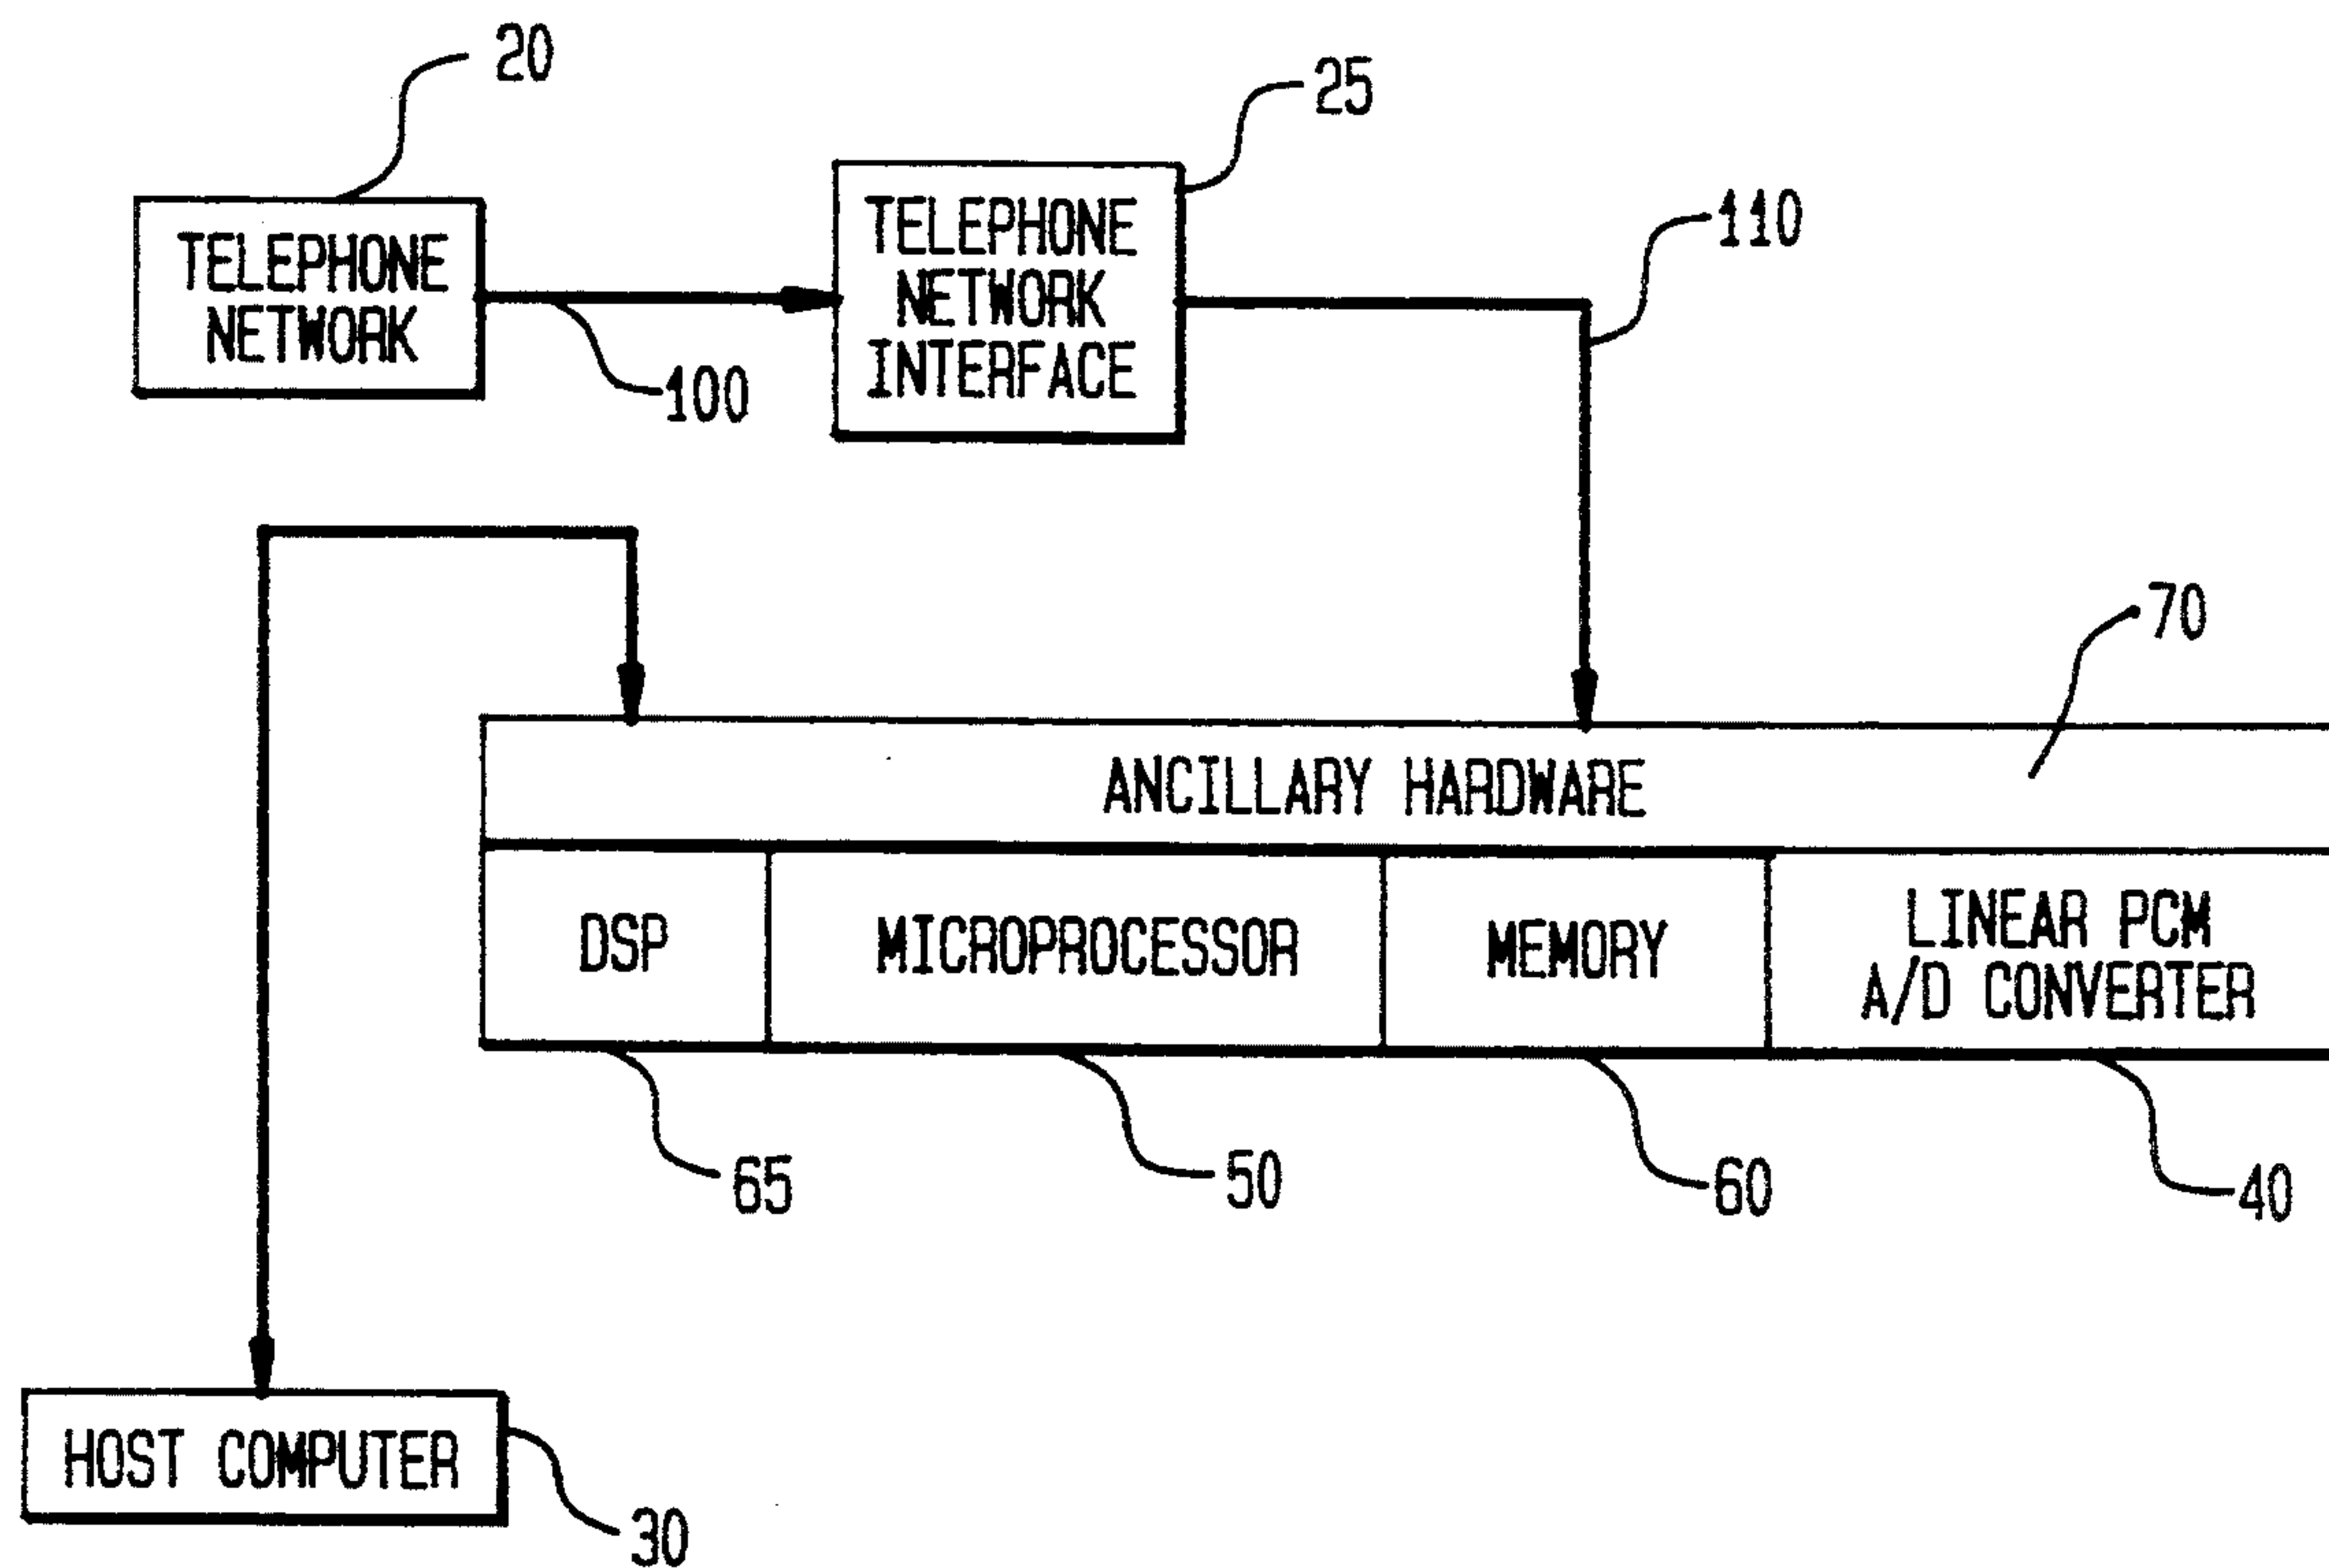 20
25
TELEPHONE
NETWORK
TELEPHONE
NETWORK
INTERFACE
110
100
70
ANCILLARY HARDWARE
DSP
MICROPROCESSOR
MEMORY
LINEAR PCM
A/D CONVERTER
65
50
60
40
HOST COMPUTER
30